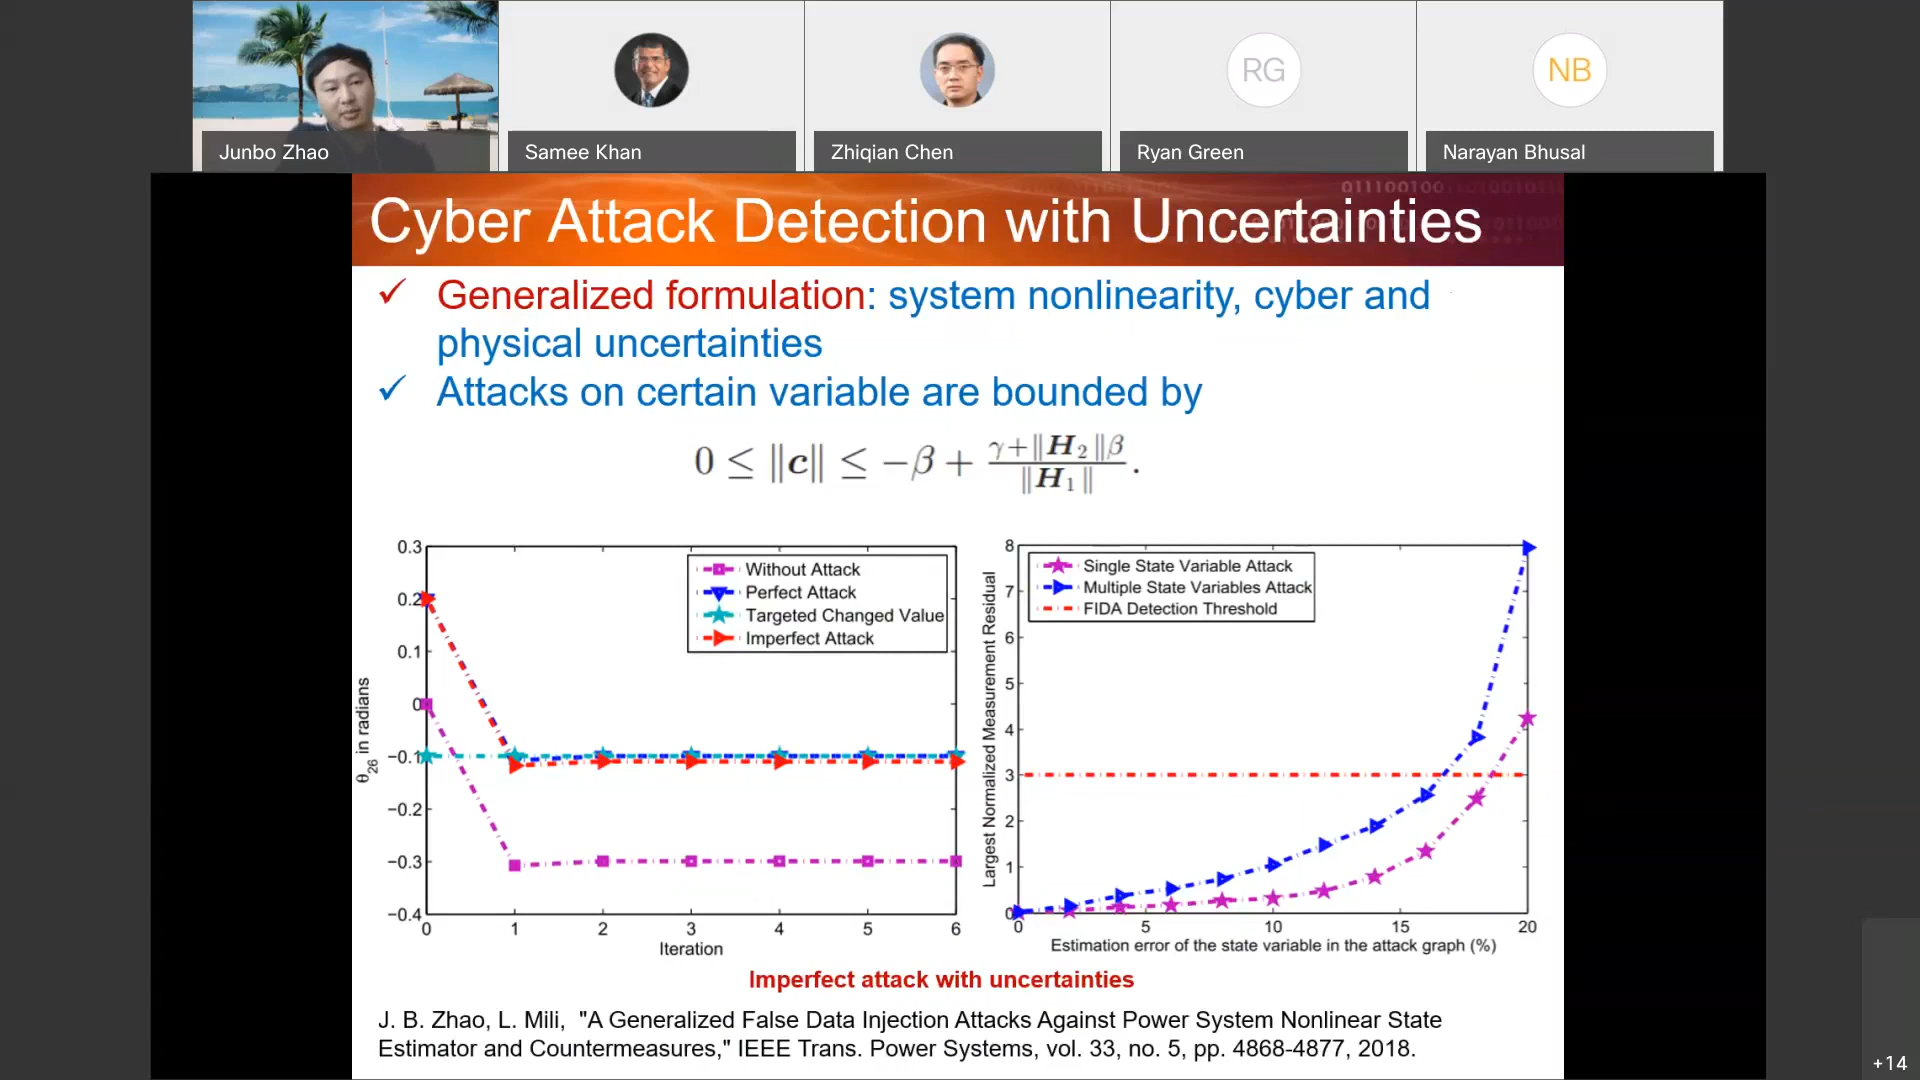 Junbo Zhao
Samee Khan
Zhiqian Chen
RG
Ryan Green
NB
Narayan Bhusal
Cyber Attack Detection with Uncertainties
✓ Generalized formulation: system nonlinearity, cyber and
physical uncertainties
✓ Attacks on certain variable are bounded by
0 ≤ ‖c‖ ≤ −β + (γ+‖H₂‖β)/‖H₁‖.
0.3
0.2
0.1
0
−0.1
−0.2
−0.3
−0.4
θ26 in radians
Without Attack
Perfect Attack
Targeted Changed Value
Imperfect Attack
0 1 2 3 4 5 6
Iteration
8
7
6
5
4
3
2
1
0
Largest Normalized Measurement Residual
Single State Variable Attack
Multiple State Variables Attack
FIDA Detection Threshold
0 5 10 15 20
Estimation error of the state variable in the attack graph (%)
Imperfect attack with uncertainties
J. B. Zhao, L. Mili, "A Generalized False Data Injection Attacks Against Power System Nonlinear State
Estimator and Countermeasures," IEEE Trans. Power Systems, vol. 33, no. 5, pp. 4868-4877, 2018.
+14